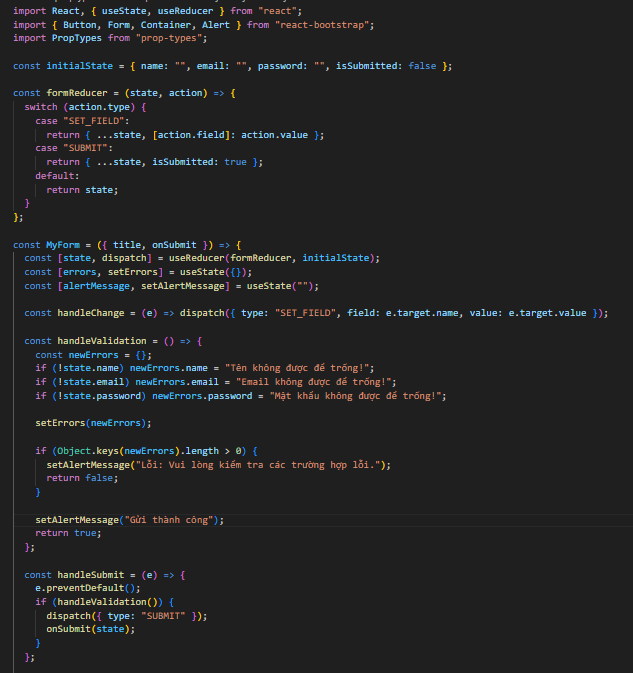 import React, { useState, useReducer } from "react";
import { Button, Form, Container, Alert } from "react-bootstrap";
import PropTypes from "prop-types";

const initialState = { name: "", email: "", password: "", isSubmitted: false };

const formReducer = (state, action) => {
  switch (action.type) {
    case "SET_FIELD":
      return { ...state, [action.field]: action.value };
    case "SUBMIT":
      return { ...state, isSubmitted: true };
    default:
      return state;
  }
};

const MyForm = ({ title, onSubmit }) => {
  const [state, dispatch] = useReducer(formReducer, initialState);
  const [errors, setErrors] = useState({});
  const [alertMessage, setAlertMessage] = useState("");

  const handleChange = (e) => dispatch({ type: "SET_FIELD", field: e.target.name, value: e.target.value });

  const handleValidation = () => {
    const newErrors = {};
    if (!state.name) newErrors.name = "Tên không được để trống!";
    if (!state.email) newErrors.email = "Email không được để trống!";
    if (!state.password) newErrors.password = "Mật khẩu không được để trống!";

    setErrors(newErrors);

    if (Object.keys(newErrors).length > 0) {
      setAlertMessage("Lỗi: Vui lòng kiểm tra các trường hợp lỗi.");
      return false;
    }

    setAlertMessage("Gửi thành công");
    return true;
  };

  const handleSubmit = (e) => {
    e.preventDefault();
    if (handleValidation()) {
      dispatch({ type: "SUBMIT" });
      onSubmit(state);
    }
  };